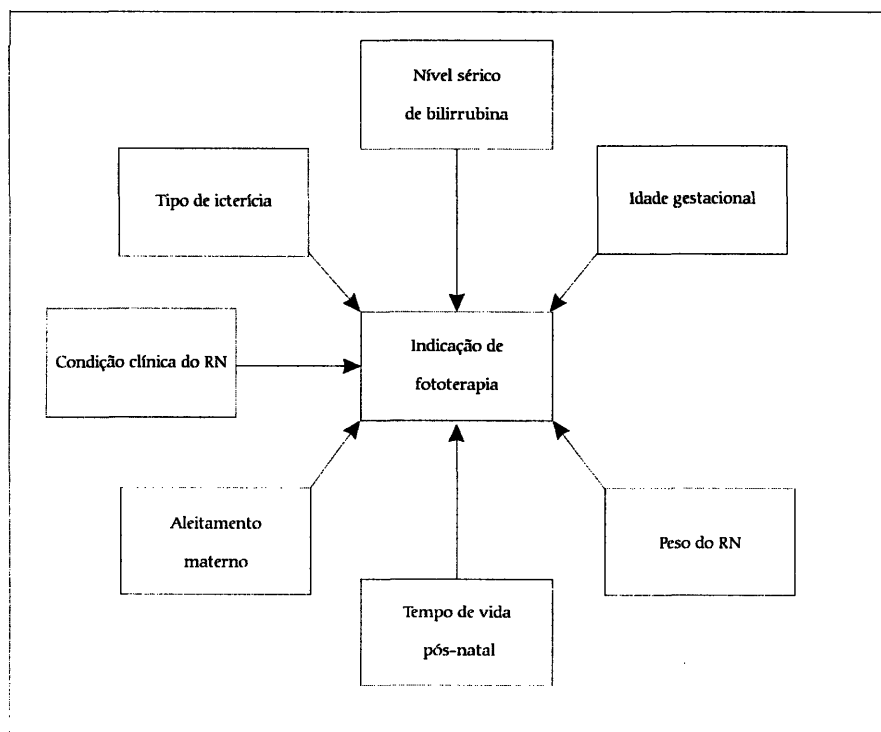 Nível sérico
de bilirrubina
Tipo de icterícia
Idade gestacional
Condição clínica do RN
Indicação de
fototerapia
Aleitamento
materno
Peso do RN
Tempo de vida
pós-natal